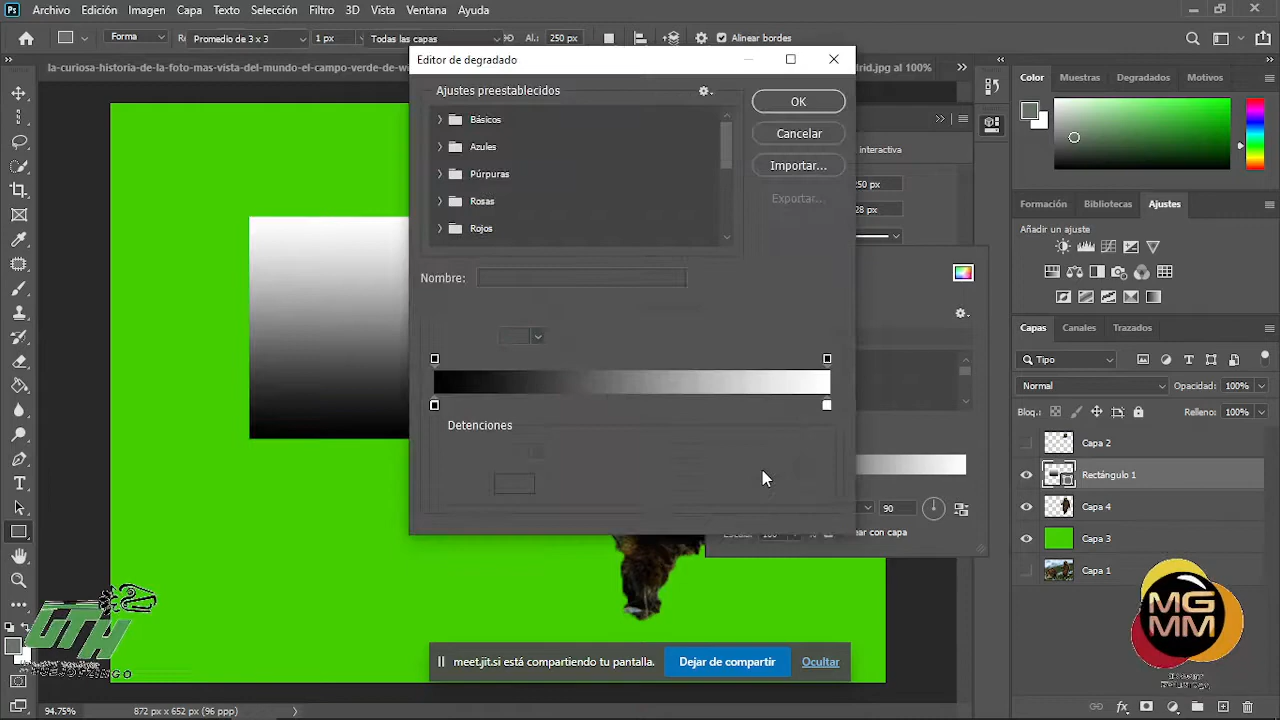 Ps Archivo Edición Imagen Capa Texto Selección Filtro 3D Vista Ventana Ayuda
Forma Promedio de 3 x 3 1 px Todas las capas Al: 250 px Alinear bordes
la-curiosa-historia-de-la-foto-mas-vista-del-mundo-el-campo-verde-de-w
drid.jpg al 100%
Editor de degradado
Ajustes preestablecidos
Básicos
Azules
Púrpuras
Rosas
Rojos
OK
Cancelar
Importar...
Exportar...
Nombre:
Detenciones
interactiva
250 px
28 px
90
ear con capa
Color Muestras Degradados Motivos
Formación Bibliotecas Ajustes
Añadir un ajuste
Capas Canales Trazados
Tipo
Normal Opacidad: 100%
Bloq.: Relleno: 100%
Capa 2
Rectángulo 1
Capa 4
Capa 3
Capa 1
GTH
MG
MM
meet.jit.si está compartiendo tu pantalla. Dejar de compartir Ocultar
94.75% 872 px x 652 px (96 ppp)